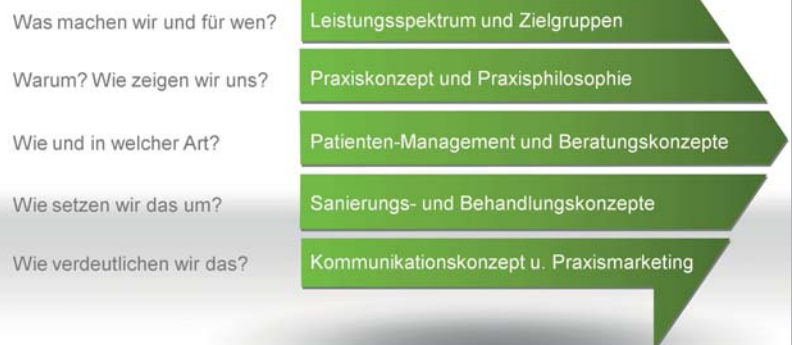 Was machen wir und für wen?
Leistungsspektrum und Zielgruppen
Warum? Wie zeigen wir uns?
Praxiskonzept und Praxisphilosophie
Wie und in welcher Art?
Patienten-Management und Beratungskonzepte
Wie setzen wir das um?
Sanierungs- und Behandlungskonzepte
Wie verdeutlichen wir das?
Kommunikationskonzept u. Praxismarketing